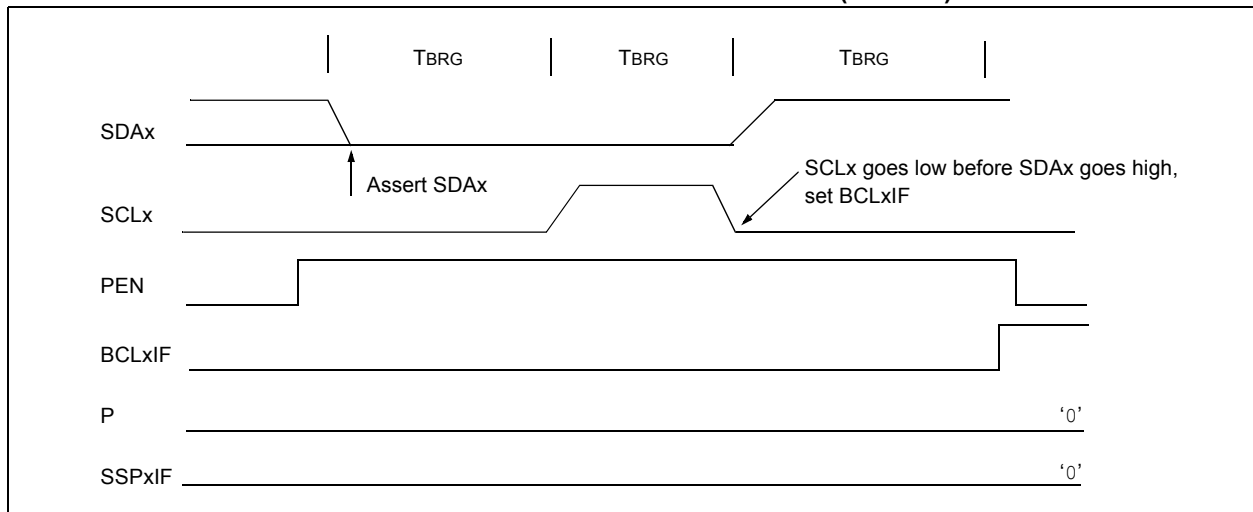 TBRG TBRG TBRG
SDAx
Assert SDAx
SCLx goes low before SDAx goes high,
set BCLxIF
SCLx
PEN
BCLxIF
P
‘0’
SSPxIF
‘0’